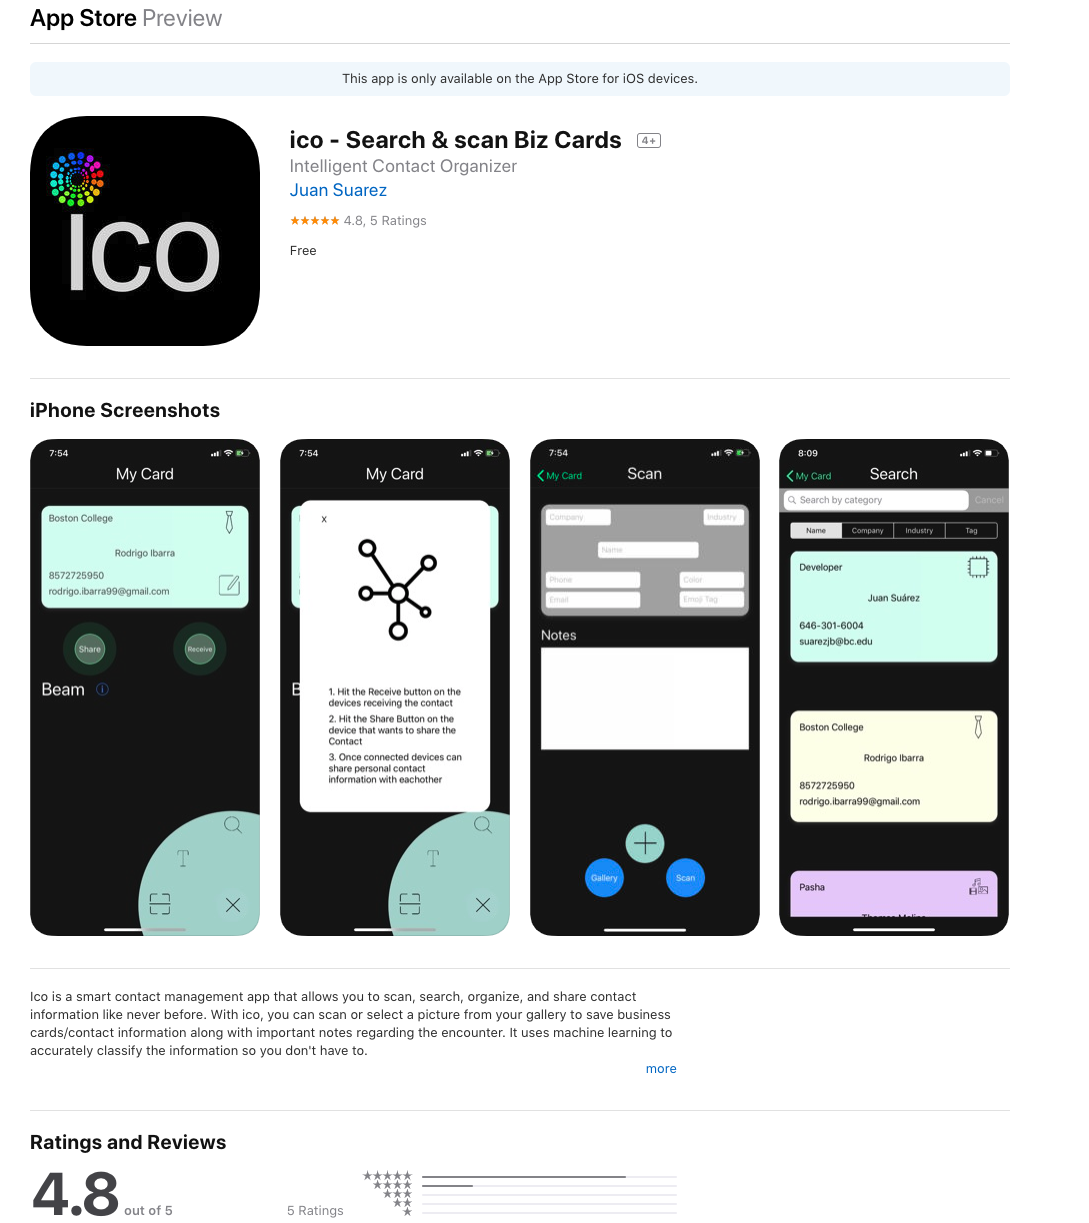 App Store Preview
This app is only available on the App Store for iOS devices.
ico
ico - Search & scan Biz Cards 4+
Intelligent Contact Organizer
Juan Suarez
★★★★★ 4.8, 5 Ratings
Free
iPhone Screenshots
7:54
My Card
Boston College
Rodrigo Ibarra
8572725950
rodrigo.ibarra99@gmail.com
Share
Receive
Beam
T
7:54
My Card
x
B
1. Hit the Receive button on the
devices receiving the contact
2. Hit the Share Button on the
device that wants to share the
Contact
3. Once connected devices can
share personal contact
information with eachother
T
7:54
My Card
Scan
Company
Industry
Name
Phone
Color
Email
Emoji Tag
Notes
Gallery
Scan
8:09
My Card
Search
Search by category
Cancel
Name
Company
Industry
Tag
Developer
Juan Suárez
646-301-6004
suarezjb@bc.edu
Boston College
Rodrigo Ibarra
8572725950
rodrigo.ibarra99@gmail.com
Pasha
Ico is a smart contact management app that allows you to scan, search, organize, and share contact
information like never before. With ico, you can scan or select a picture from your gallery to save business
cards/contact information along with important notes regarding the encounter. It uses machine learning to
accurately classify the information so you don't have to.
more
Ratings and Reviews
4.8 out of 5
5 Ratings